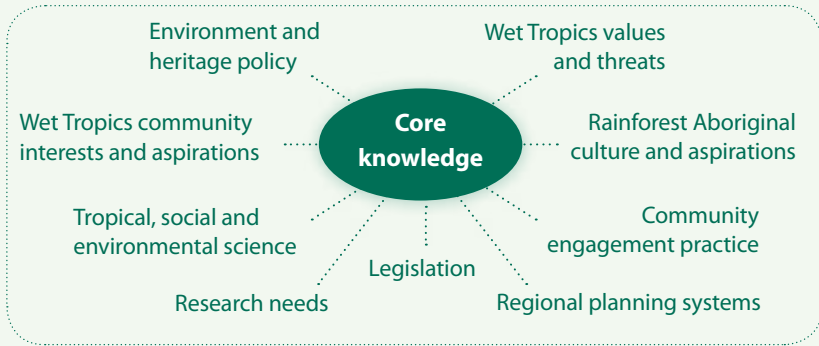 Environment and
heritage policy
Wet Tropics values
and threats
Wet Tropics community
interests and aspirations
Core
knowledge
Rainforest Aboriginal
culture and aspirations
Tropical, social and
environmental science
Community
engagement practice
Legislation
Research needs
Regional planning systems